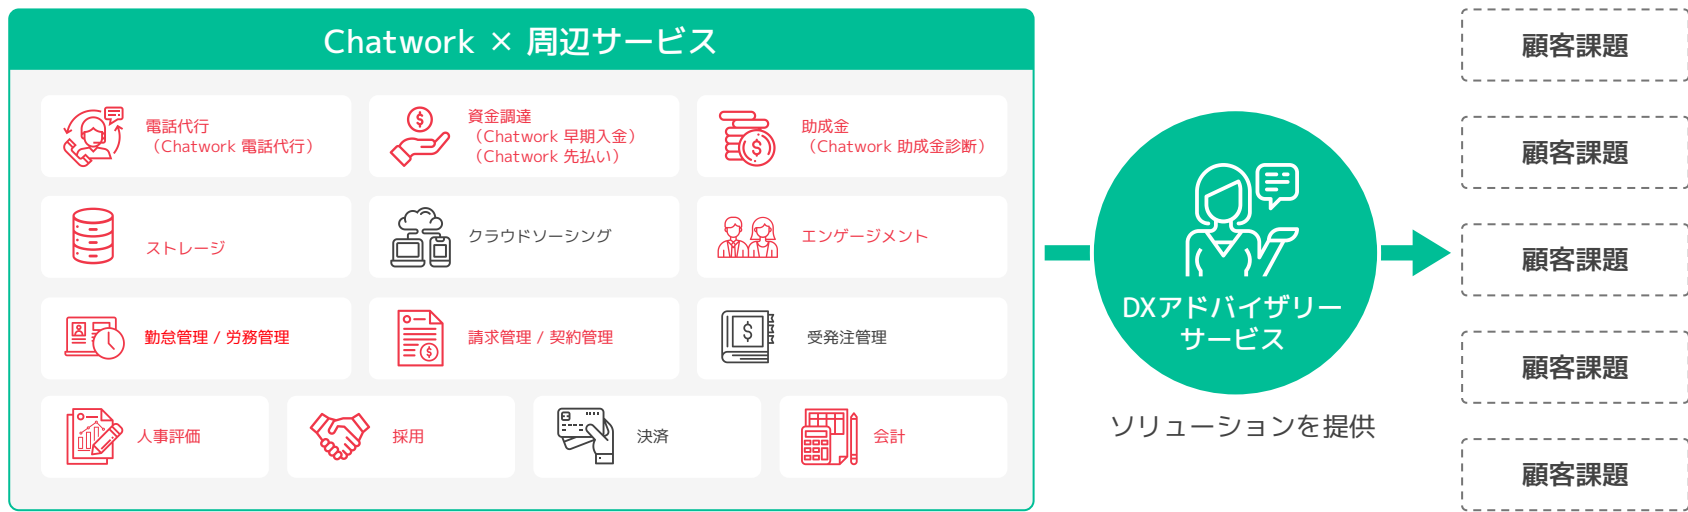 Chatwork × 周辺サービス
電話代行
（Chatwork 電話代行）
資金調達
（Chatwork 早期入金）
（Chatwork 先払い）
助成金
（Chatwork 助成金診断）
ストレージ
クラウドソーシング
エンゲージメント
勤怠管理 / 労務管理
請求管理 / 契約管理
受発注管理
人事評価
採用
決済
会計
DXアドバイザリー
サービス
ソリューションを提供
顧客課題
顧客課題
顧客課題
顧客課題
顧客課題